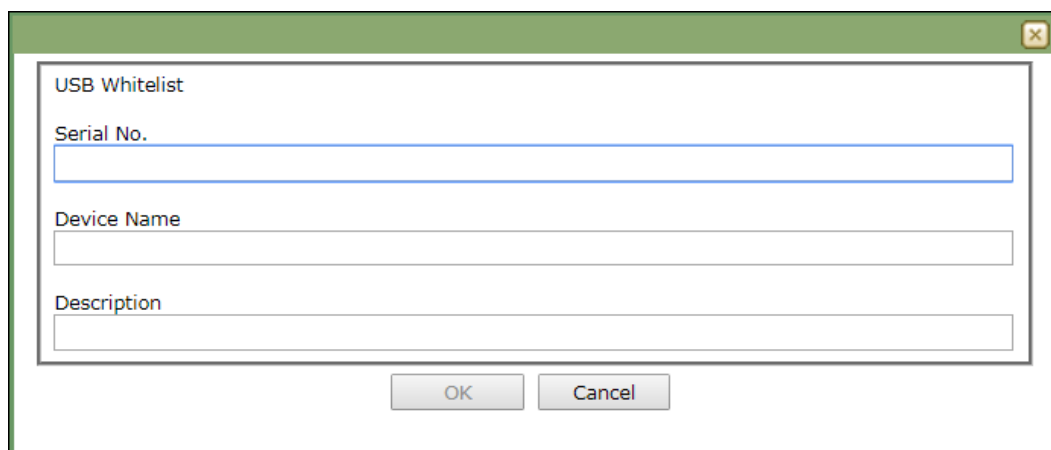 USB Whitelist
Serial No.
Device Name
Description
OK Cancel